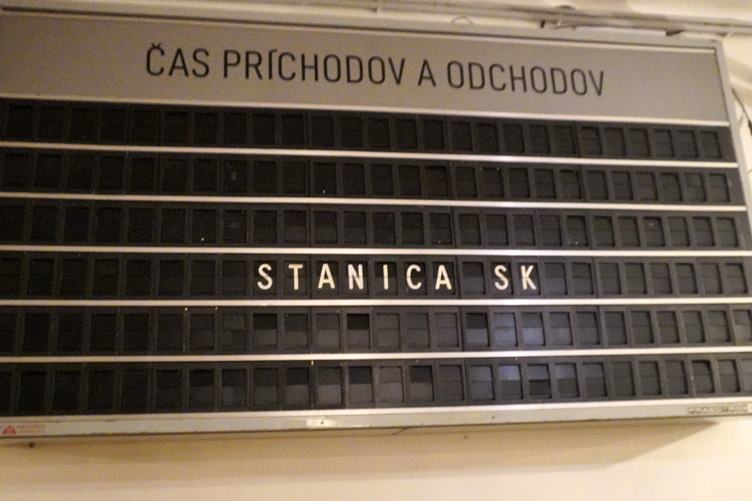 ČAS PRÍCHODOV A ODCHODOV
STANICA SK